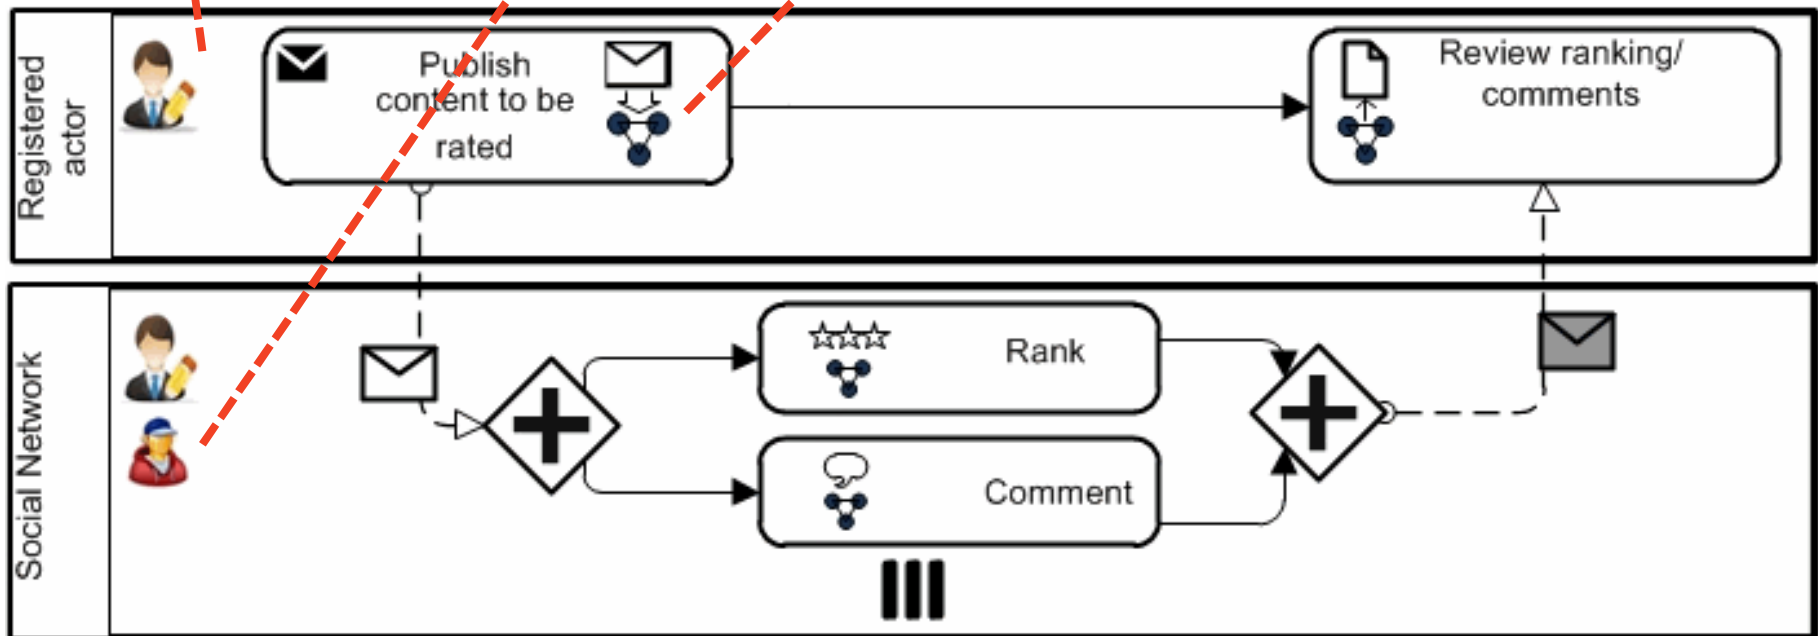 Registered
actor
Publish
content to be
rated
Review ranking/
comments
Social Network
Rank
Comment